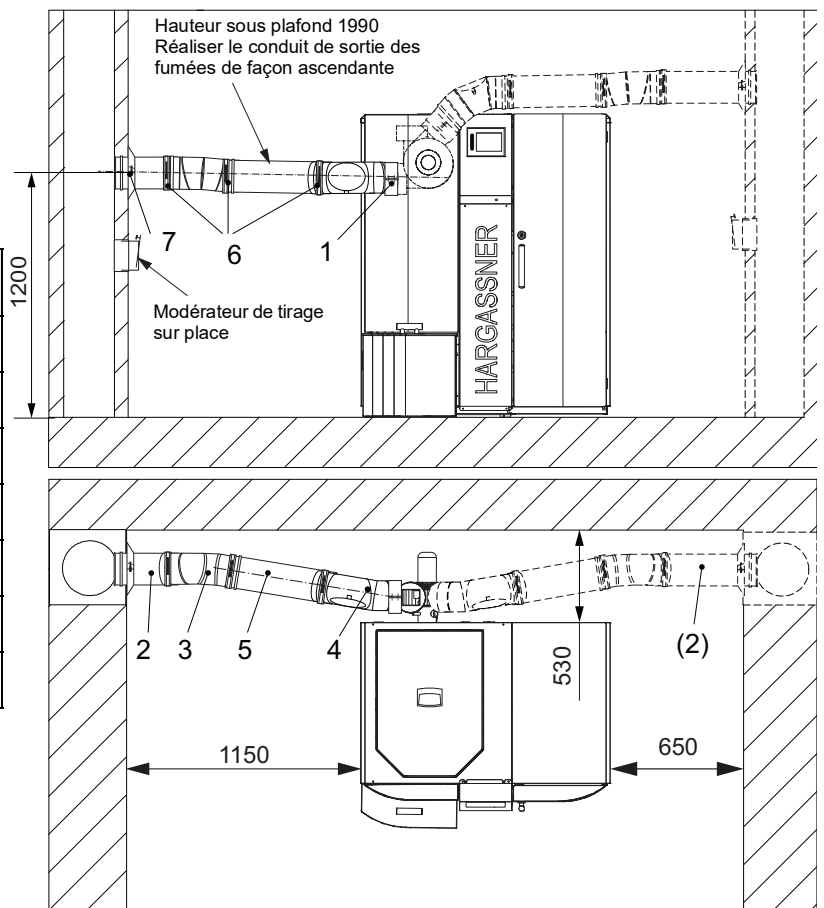 Hauteur sous plafond 1990
Réaliser le conduit de sortie des
fumées de façon ascendante
7
6
1
1200
Modérateur de tirage
sur place
HARGASSNER
2
3
5
4
(2)
530
1150
650